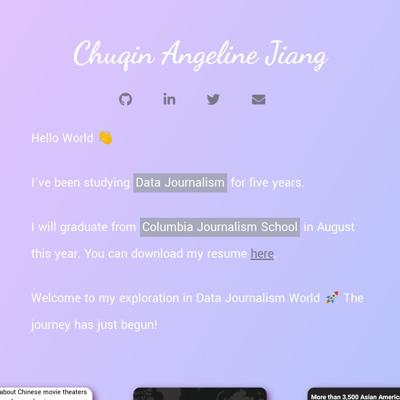 Chuqin Angeline Jiang
Hello World 👋
I've been studying Data Journalism for five years.
I will graduate from Columbia Journalism School in August
this year. You can download my resume here.
Welcome to my exploration in Data Journalism World 🚀 The
journey has just begun!
about Chinese movie theaters
More than 3,500 Asian Americ